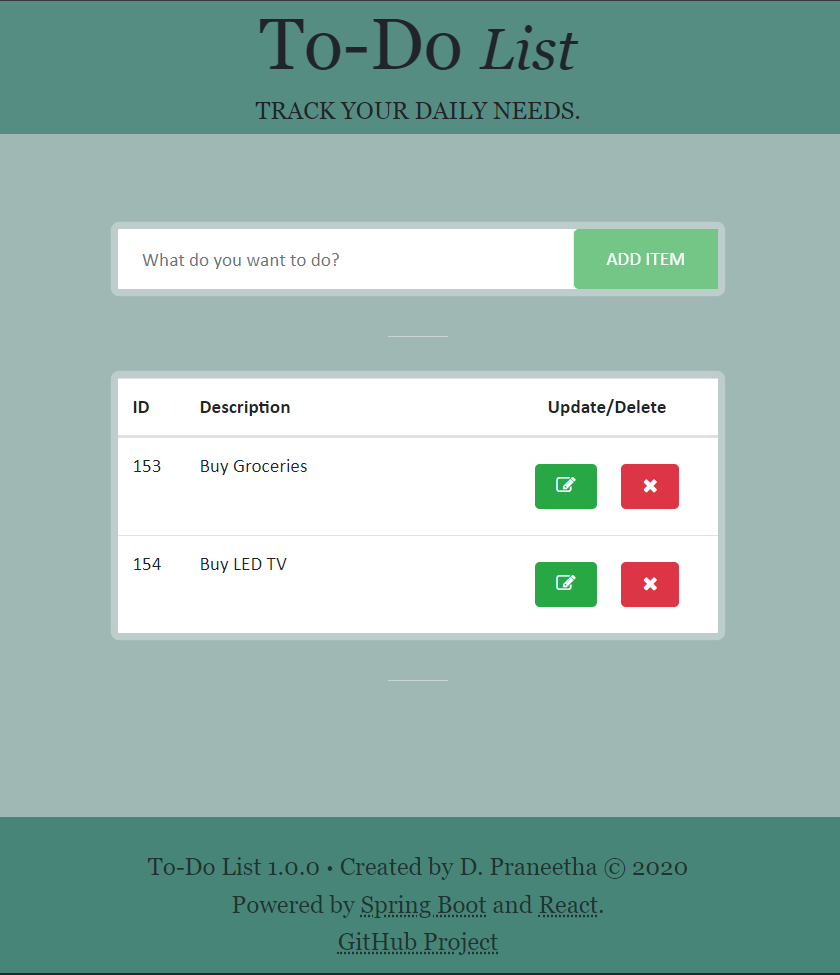 To-Do List
TRACK YOUR DAILY NEEDS.
What do you want to do? ADD ITEM
ID Description Update/Delete
153 Buy Groceries
154 Buy LED TV
To-Do List 1.0.0 • Created by D. Praneetha © 2020
Powered by Spring Boot and React.
GitHub Project